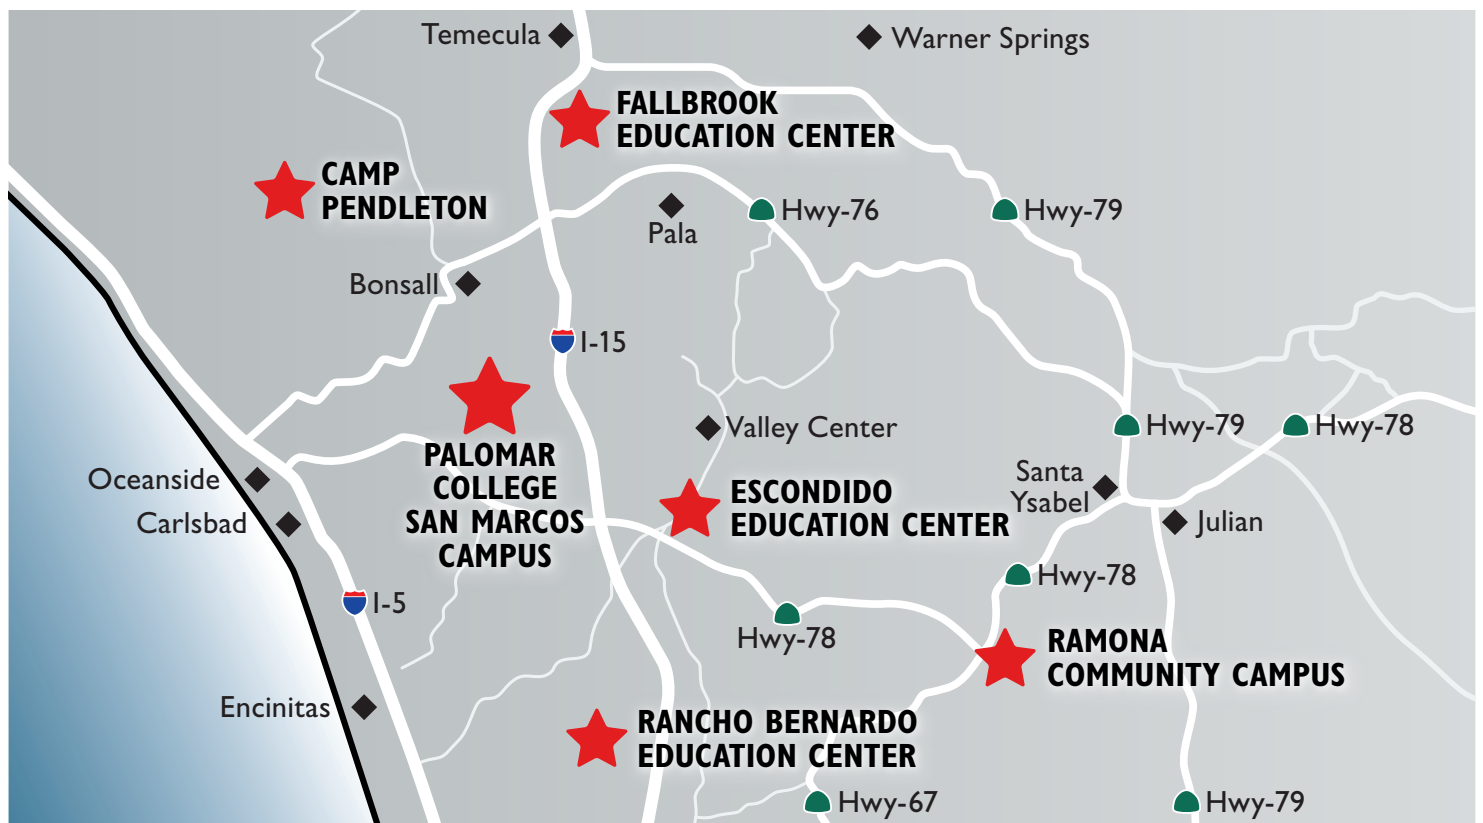 Temecula
Warner Springs
FALLBROOK
EDUCATION CENTER
CAMP
PENDLETON
Hwy-76
Hwy-79
Pala
Bonsall
I-15
Valley Center
Hwy-79
Hwy-78
PALOMAR
COLLEGE
SAN MARCOS
CAMPUS
Oceanside
Carlsbad
ESCONDIDO
EDUCATION CENTER
Santa
Ysabel
Julian
Hwy-78
I-5
Hwy-78
RAMONA
COMMUNITY CAMPUS
Encinitas
RANCHO BERNARDO
EDUCATION CENTER
Hwy-67
Hwy-79